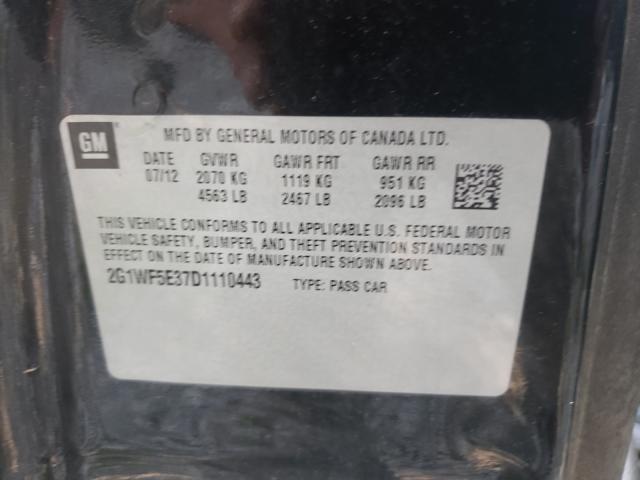 GM
MFD BY GENERAL MOTORS OF CANADA LTD.
DATE GVWR GAWR FRT GAWR RR
07/12 2070 KG 1119 KG 951 KG
4563 LB 2467 LB 2096 LB
THIS VEHICLE CONFORMS TO ALL APPLICABLE U.S. FEDERAL MOTOR
VEHICLE SAFETY, BUMPER, AND THEFT PREVENTION STANDARDS IN
EFFECT ON THE DATE OF MANUFACTURE SHOWN ABOVE.
2G1WF5E37D1110443 TYPE: PASS CAR